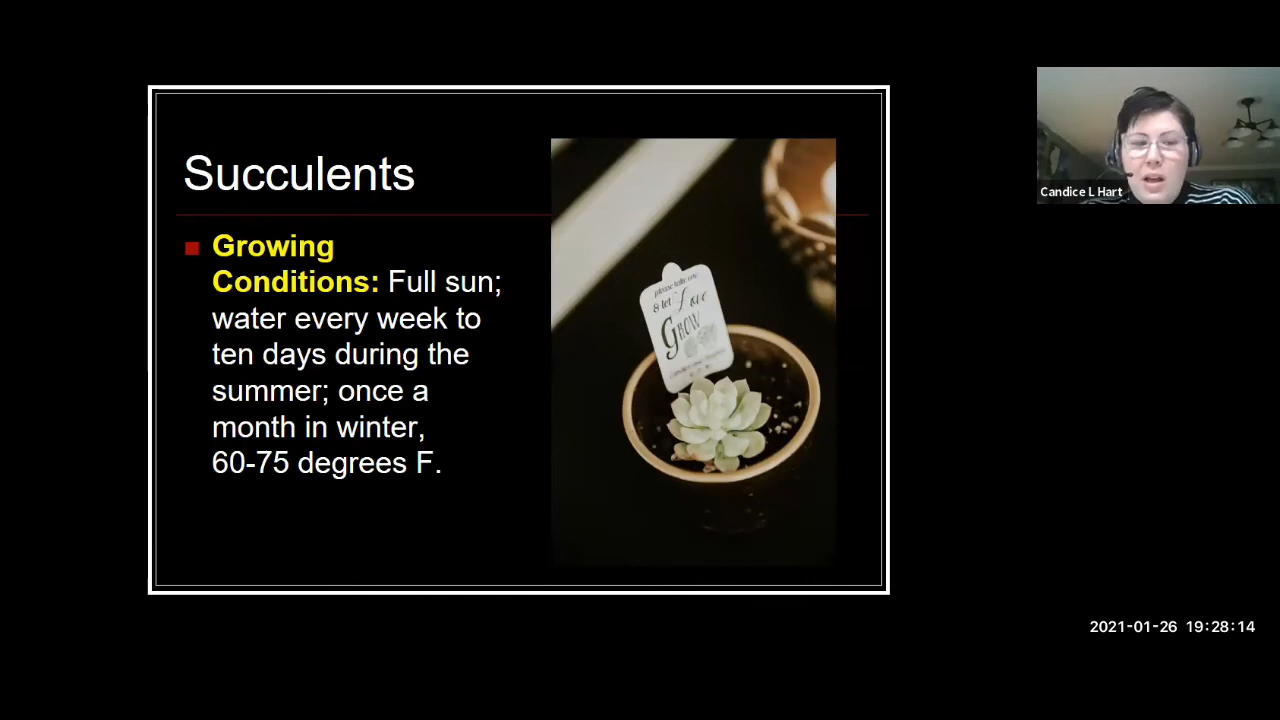 Succulents
Growing
Conditions: Full sun;
water every week to
ten days during the
summer; once a
month in winter,
60-75 degrees F.
& let Love
GROW
Candice L Hart
2021-01-26 19:28:14